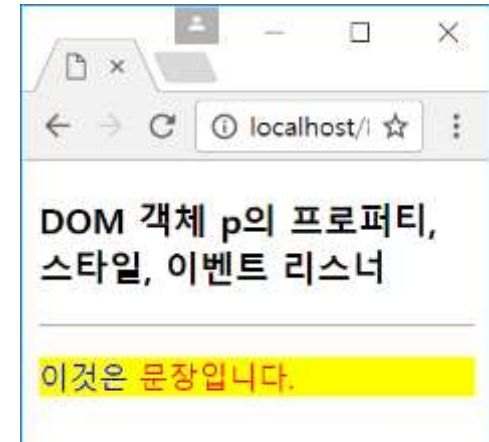 localhost/
DOM 객체 p의 프로퍼티,
스타일, 이벤트 리스너
이것은 문장입니다.